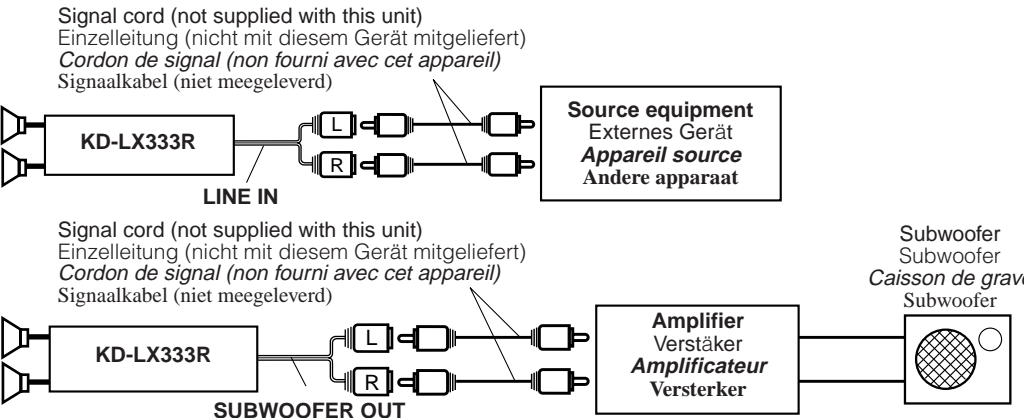 Signal cord (not supplied with this unit)
Einzelleitung (nicht mit diesem Gerät mitgeliefert)
Cordon de signal (non fourni avec cet appareil)
Signaalkabel (niet meegeleverd)
KD-LX333R
L
R
LINE IN
Source equipment
Externes Gerät
Appareil source
Andere apparaat
Signal cord (not supplied with this unit)
Einzelleitung (nicht mit diesem Gerät mitgeliefert)
Cordon de signal (non fourni avec cet appareil)
Signaalkabel (niet meegeleverd)
KD-LX333R
L
R
SUBWOOFER OUT
Amplifier
Verstäker
Amplificateur
Versterker
Subwoofer
Subwoofer
Caisson de grave
Subwoofer